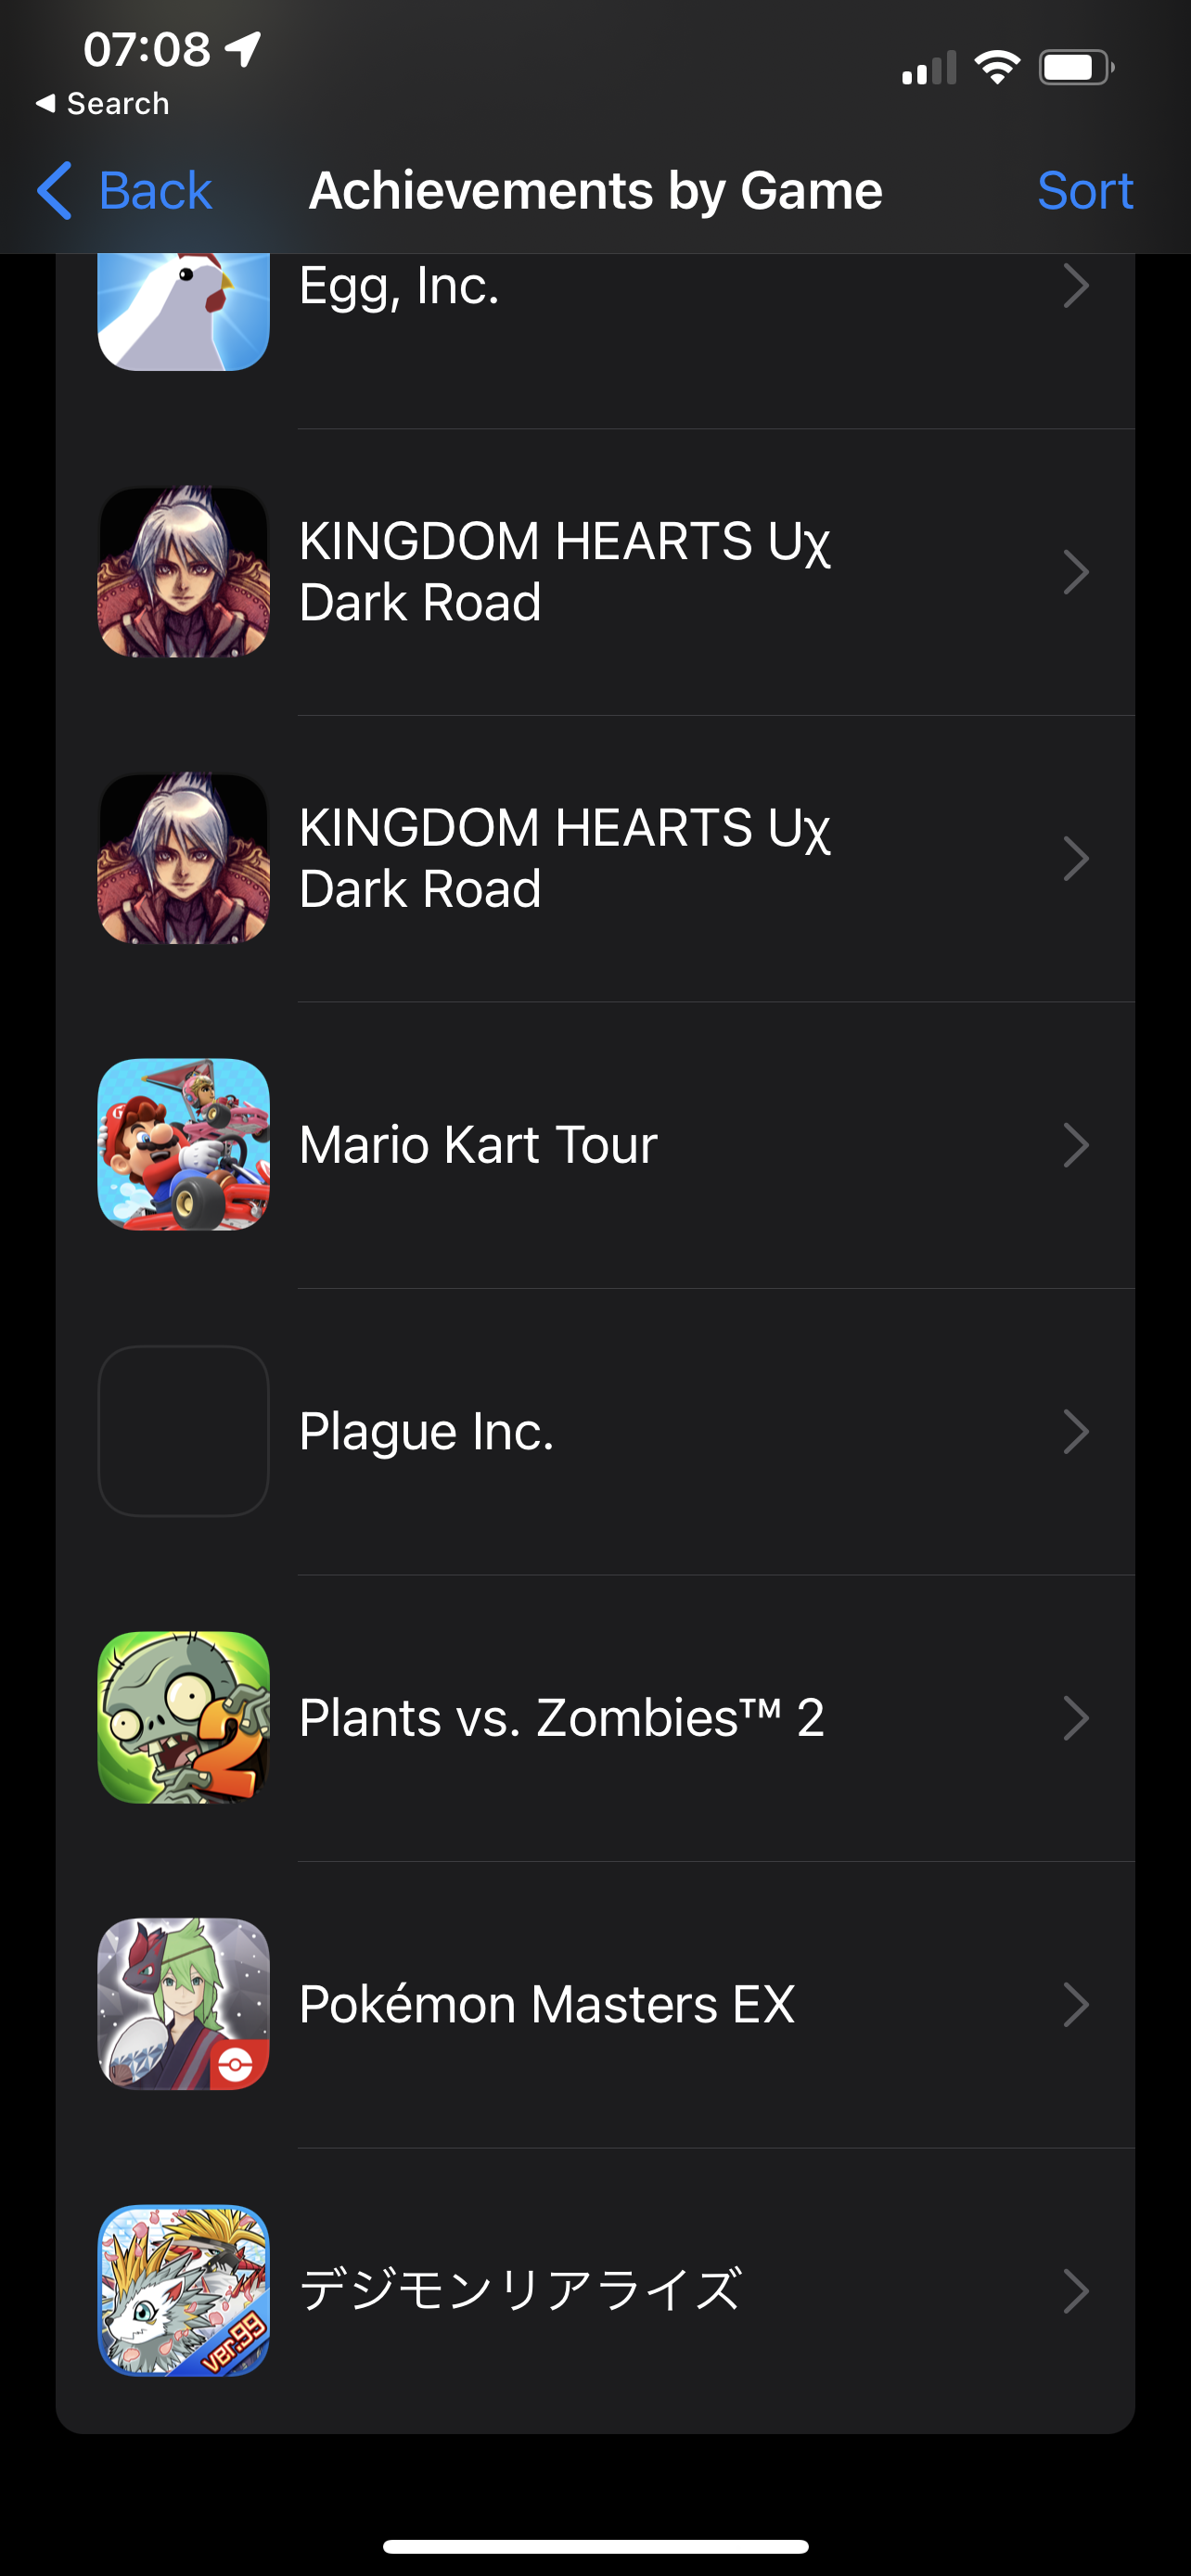 07:08
Search
Back
Achievements by Game
Sort
Egg, Inc.
KINGDOM HEARTS Uχ
Dark Road
KINGDOM HEARTS Uχ
Dark Road
Mario Kart Tour
Plague Inc.
Plants vs. Zombies™ 2
2
Pokémon Masters EX
デジモンリアライズ
ver.99